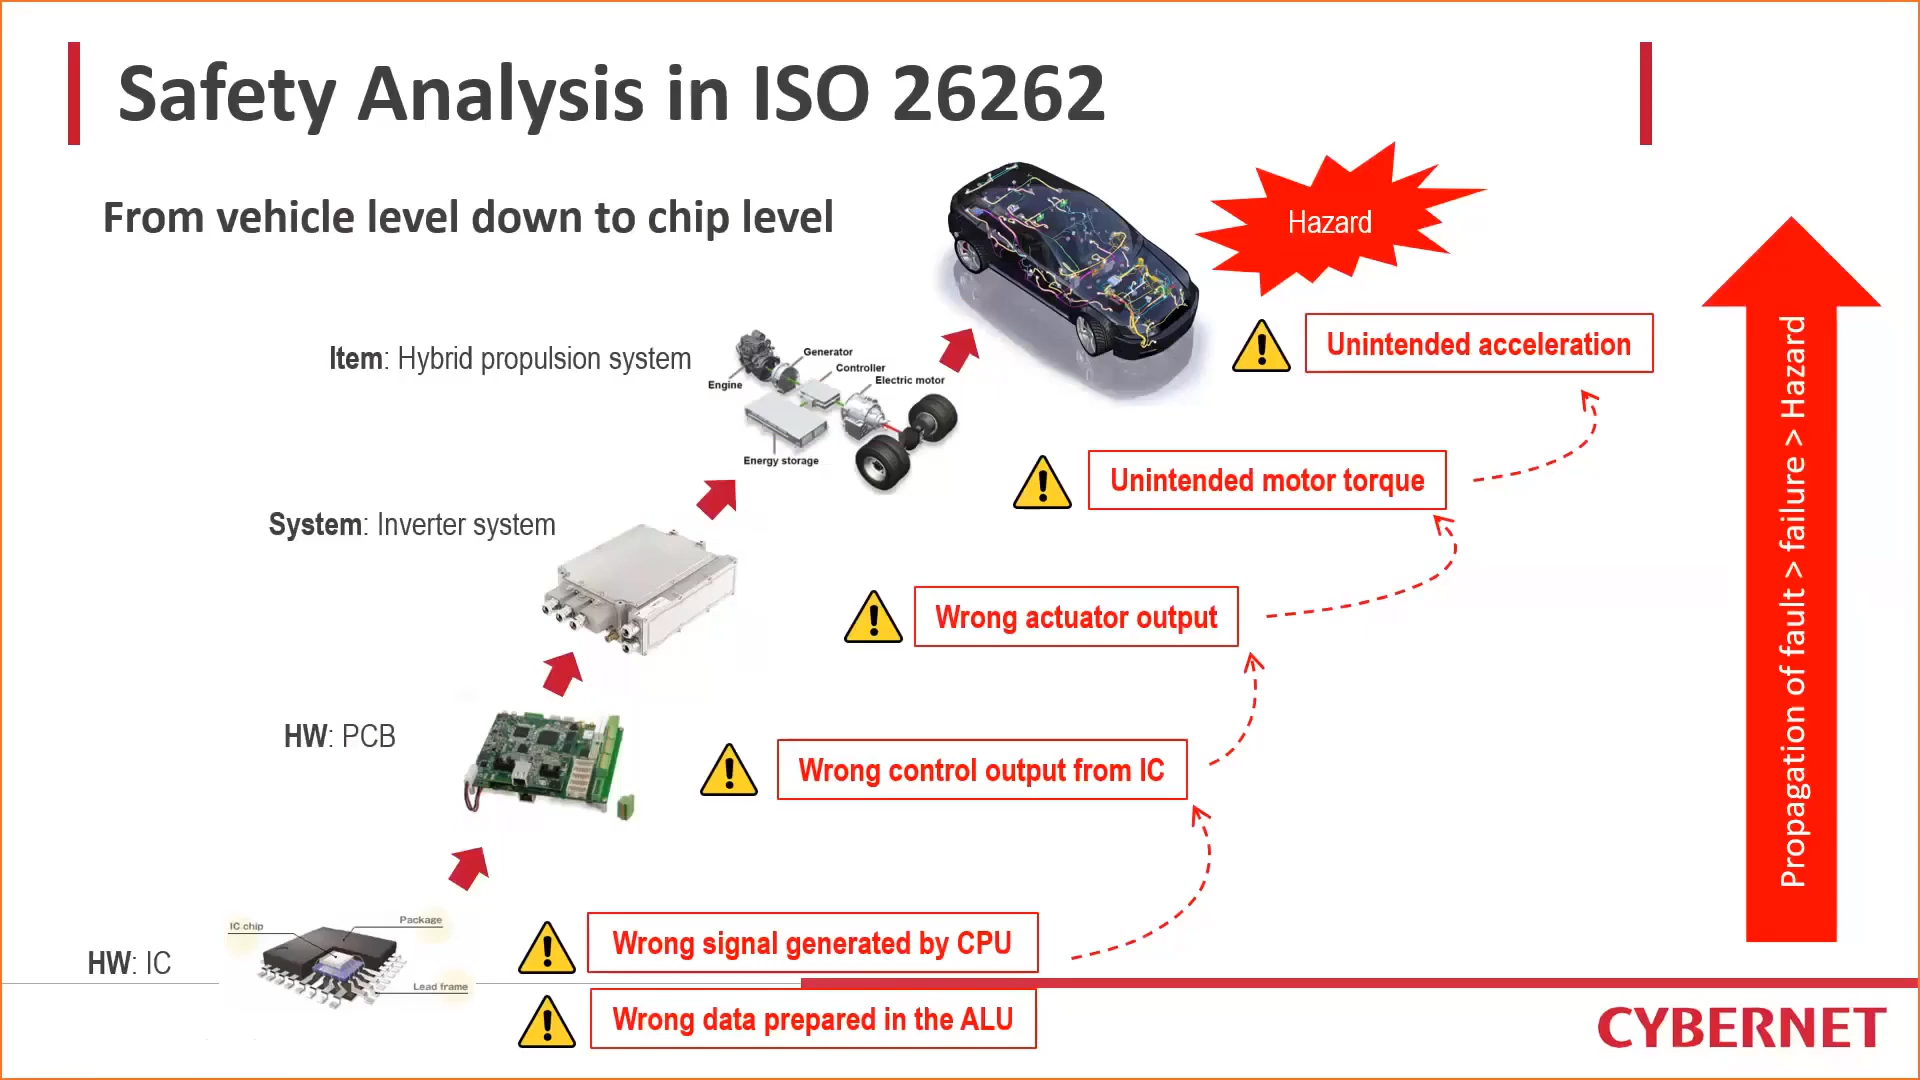 Safety Analysis in ISO 26262
From vehicle level down to chip level
Hazard
Unintended acceleration
Item: Hybrid propulsion system
Generator
Controller
Engine
Electric motor
Energy storage
Unintended motor torque
System: Inverter system
Wrong actuator output
HW: PCB
Wrong control output from IC
IC chip
Package
Lead frame
HW: IC
Wrong signal generated by CPU
Wrong data prepared in the ALU
Propagation of fault > failure > Hazard
CYBERNET